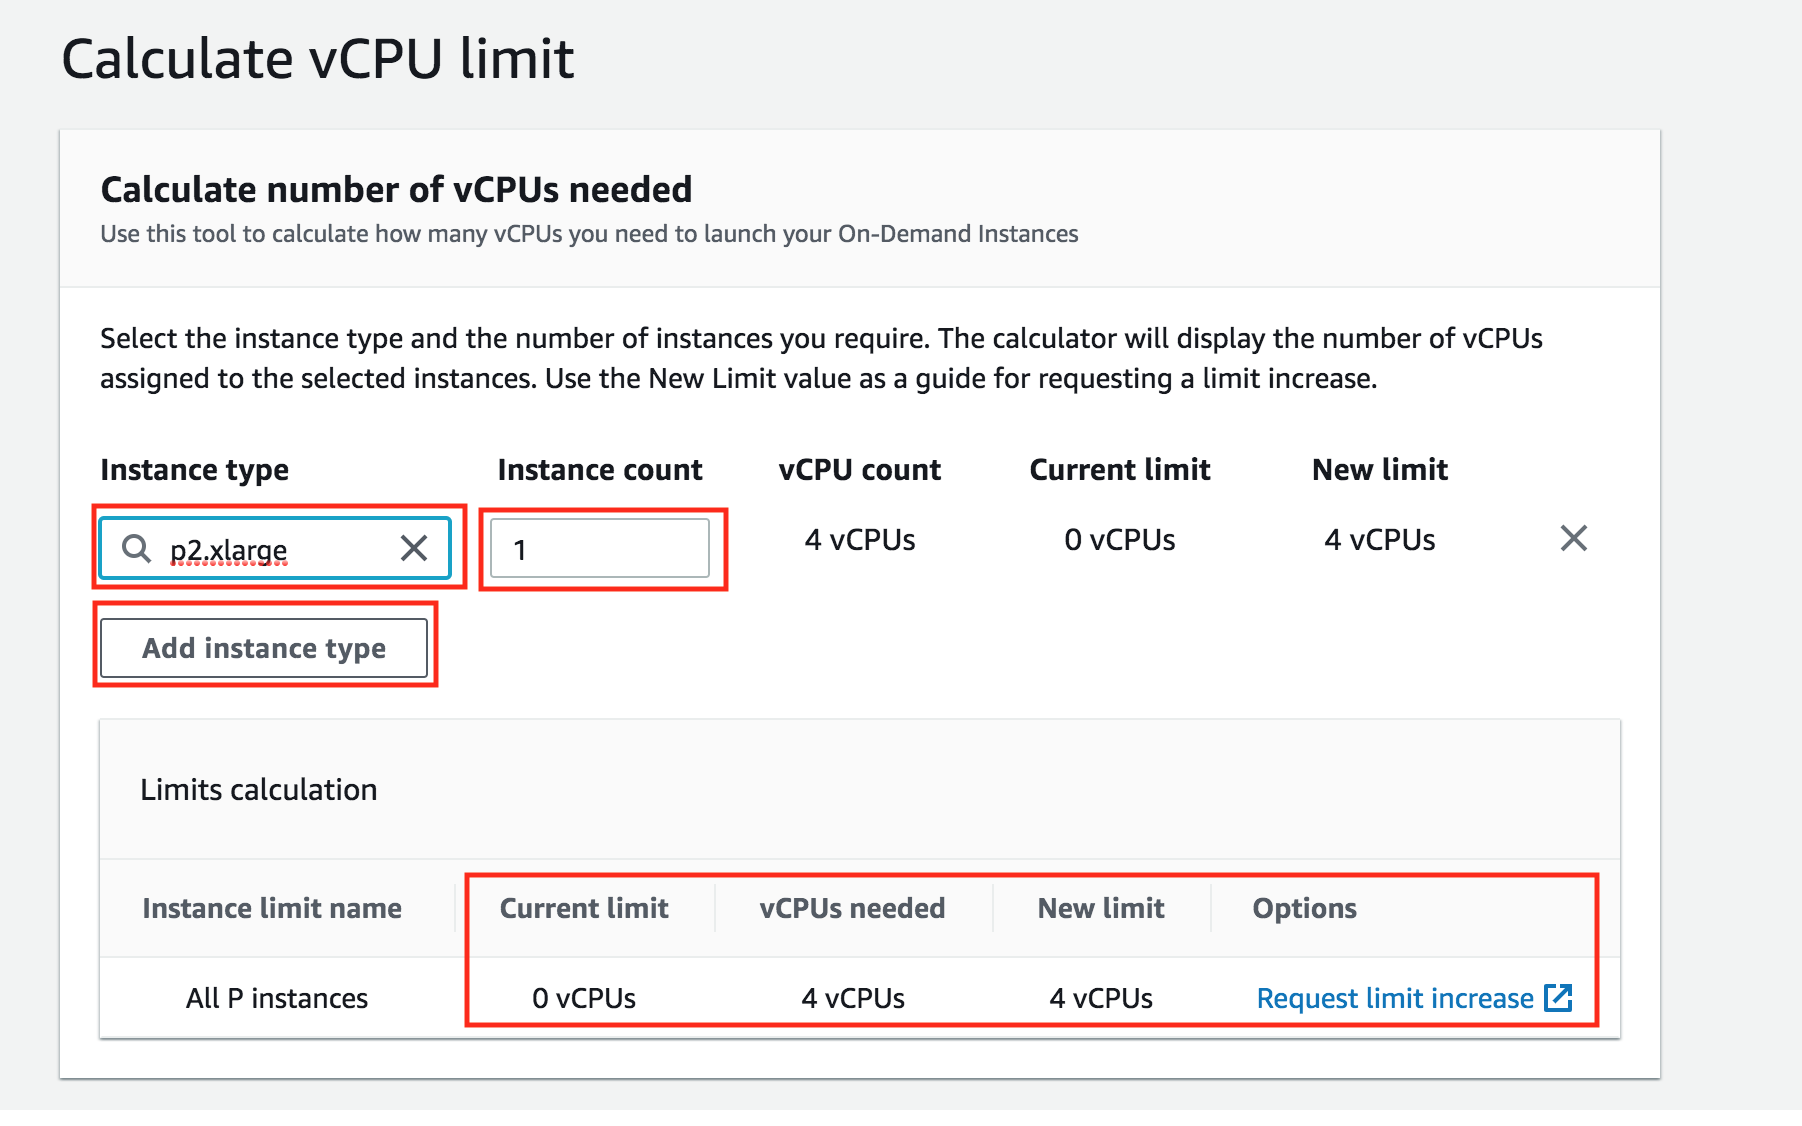 Calculate vCPU limit
Calculate number of vCPUs needed
Use this tool to calculate how many vCPUs you need to launch your On-Demand Instances
Select the instance type and the number of instances you require. The calculator will display the number of vCPUs
assigned to the selected instances. Use the New Limit value as a guide for requesting a limit increase.
Instance type Instance count vCPU count Current limit New limit
p2.xlarge 1 4 vCPUs 0 vCPUs 4 vCPUs
Add instance type
Limits calculation
Instance limit name Current limit vCPUs needed New limit Options
All P instances 0 vCPUs 4 vCPUs 4 vCPUs Request limit increase